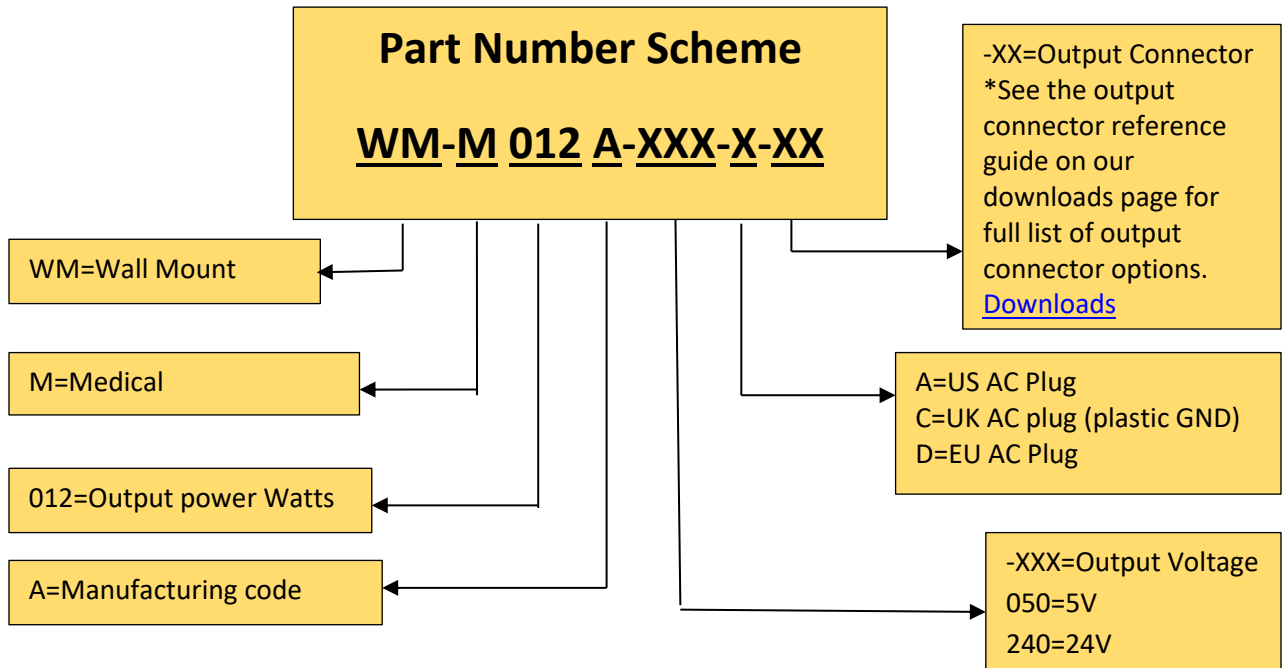 Part Number Scheme
WM-M 012 A-XXX-X-XX
-XX=Output Connector
*See the output
connector reference
guide on our
downloads page for
full list of output
connector options.
Downloads
WM=Wall Mount
M=Medical
A=US AC Plug
C=UK AC plug (plastic GND)
D=EU AC Plug
012=Output power Watts
A=Manufacturing code
-XXX=Output Voltage
050=5V
240=24V